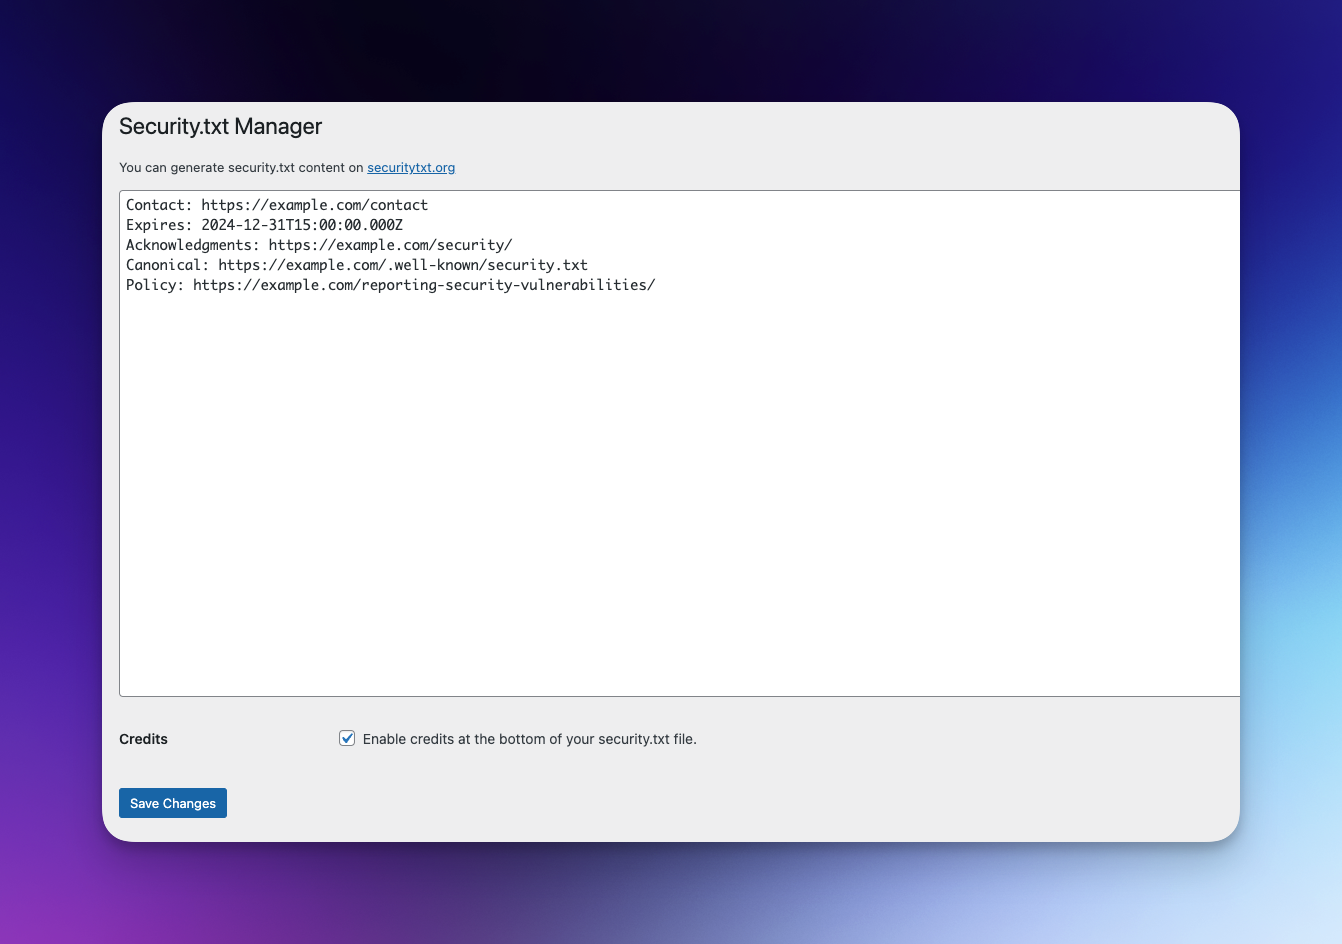 Security.txt Manager
You can generate security.txt content on securitytxt.org
Contact: https://example.com/contact
Expires: 2024-12-31T15:00:00.000Z
Acknowledgments: https://example.com/security/
Canonical: https://example.com/.well-known/security.txt
Policy: https://example.com/reporting-security-vulnerabilities/
Credits Enable credits at the bottom of your security.txt file.
Save Changes